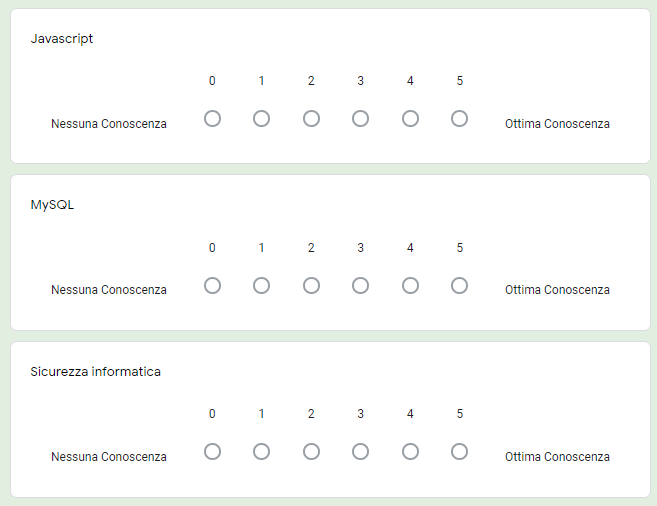 Javascript
0 1 2 3 4 5
Nessuna Conoscenza Ottima Conoscenza
MySQL
0 1 2 3 4 5
Nessuna Conoscenza Ottima Conoscenza
Sicurezza informatica
0 1 2 3 4 5
Nessuna Conoscenza Ottima Conoscenza